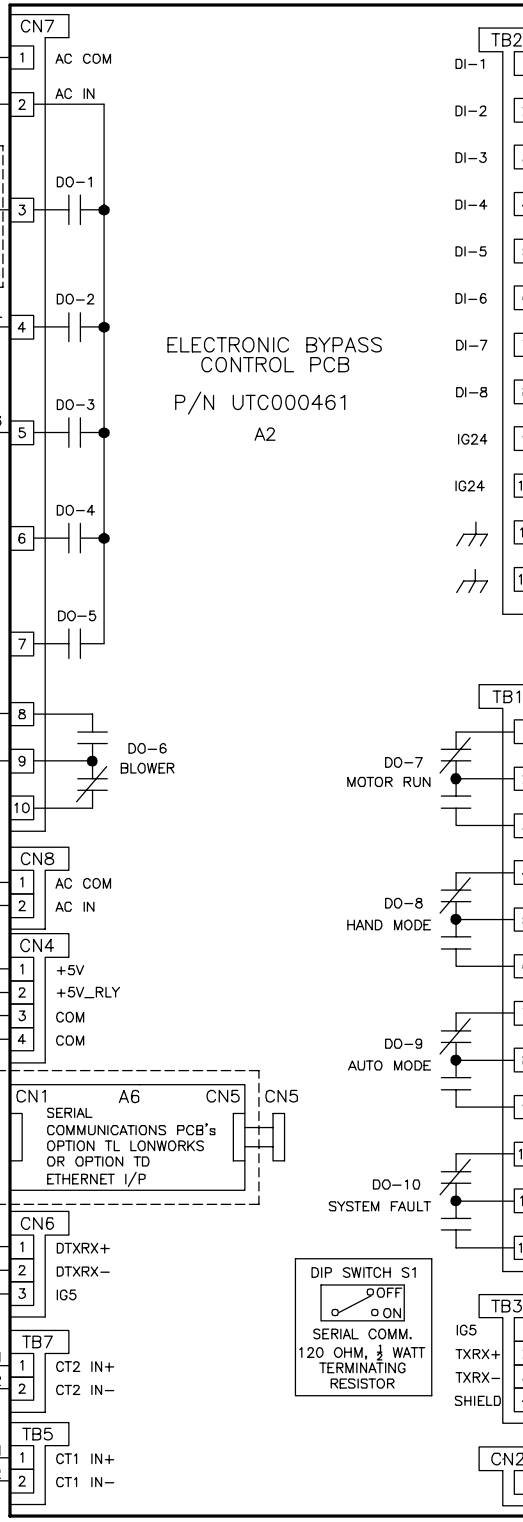 CN7
1 AC COM
2 AC IN
DO-1
3
DO-2
4
DO-3
5
DO-4
6
DO-5
7
8
9
10
DO-6
BLOWER
CN8
1 AC COM
2 AC IN
CN4
1 +5V
2 +5V_RLY
3 COM
4 COM
CN1 A6 CN5 CN5
SERIAL
COMMUNICATIONS PCB's
OPTION TL LONWORKS
OR OPTION TD
ETHERNET I/P
CN6
1 DTXRX+
2 DTXRX-
3 IG5
TB7
1 CT2 IN+
2 CT2 IN-
TB5
1 CT1 IN+
2 CT1 IN-
ELECTRONIC BYPASS
CONTROL PCB
P/N UTC000461
A2
TB2
DI-1
DI-2
DI-3
DI-4
DI-5
DI-6
DI-7
DI-8
IG24
IG24
TB1
DO-7
MOTOR RUN
DO-8
HAND MODE
DO-9
AUTO MODE
DO-10
SYSTEM FAULT
DIP SWITCH S1
OFF
ON
SERIAL COMM.
120 OHM, 1/2 WATT
TERMINATING
RESISTOR
TB3
IG5
TXRX+
TXRX-
SHIELD
CN2